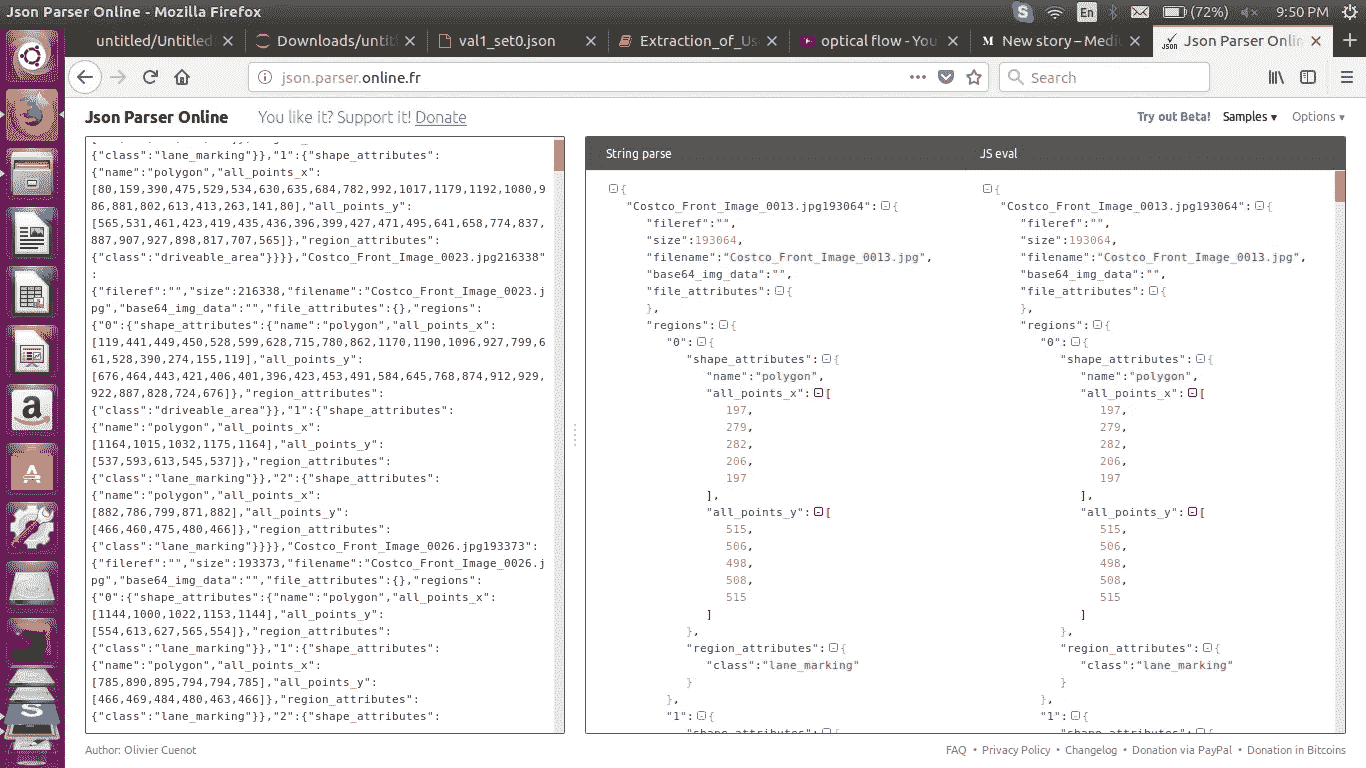 Json Parser Online - Mozilla Firefox
En
(72%)
9:50 PM
untitled/Untitled
Downloads/untit
val1_set0.json
Extraction_of_Us
optical flow - You
New story – Medi
Json Parser Onlin
json.parser.online.fr
Search
Json Parser Online
You like it? Support it! Donate
Try out Beta!
Samples
Options
{"class":"lane_marking"}},"1":{"shape_attributes":
{"name":"polygon","all_points_x":
[80,159,390,475,529,534,630,635,684,782,992,1017,1179,1192,1080,9
86,881,802,613,413,263,141,80],"all_points_y":
[565,531,461,423,419,435,436,396,399,427,471,495,641,658,774,837,
887,907,927,898,817,707,565]},"region_attributes":
{"class":"driveable_area"}}}},"Costco_Front_Image_0023.jpg216338"
:
{"fileref":"","size":216338,"filename":"Costco_Front_Image_0023.j
pg","base64_img_data":"","file_attributes":{},"regions":
{"0":{"shape_attributes":{"name":"polygon","all_points_x":
[119,441,449,450,528,599,628,715,780,862,1170,1190,1096,927,799,6
61,528,390,274,155,119],"all_points_y":
[676,464,443,421,406,401,396,423,453,491,584,645,768,874,912,929,
922,887,828,724,676]},"region_attributes":
{"class":"driveable_area"}},"1":{"shape_attributes":
{"name":"polygon","all_points_x":
[1164,1015,1032,1175,1164],"all_points_y":
[537,593,613,545,537]},"region_attributes":
{"class":"lane_marking"}},"2":{"shape_attributes":
{"name":"polygon","all_points_x":
[882,786,799,871,882],"all_points_y":
[466,460,475,480,466]},"region_attributes":
{"class":"lane_marking"}}}},"Costco_Front_Image_0026.jpg193373":
{"fileref":"","size":193373,"filename":"Costco_Front_Image_0026.j
pg","base64_img_data":"","file_attributes":{},"regions":
{"0":{"shape_attributes":{"name":"polygon","all_points_x":
[1144,1000,1022,1153,1144],"all_points_y":
[554,613,627,565,554]},"region_attributes":
{"class":"lane_marking"}},"1":{"shape_attributes":
{"name":"polygon","all_points_x":
[785,890,895,794,794,785],"all_points_y":
[466,469,484,480,463,466]},"region_attributes":
{"class":"lane_marking"}},"2":{"shape_attributes":
String parse
{
"Costco_Front_Image_0013.jpg193064":{
"fileref":"",
"size":193064,
"filename":"Costco_Front_Image_0013.jpg",
"base64_img_data":"",
"file_attributes":{
},
"regions":{
"0":{
"shape_attributes":{
"name":"polygon",
"all_points_x":[
197,
279,
282,
206,
197
],
"all_points_y":[
515,
506,
498,
508,
515
]
},
"region_attributes":{
"class":"lane_marking"
}
},
"1":{
JS eval
{
"Costco_Front_Image_0013.jpg193064":{
"fileref":"",
"size":193064,
"filename":"Costco_Front_Image_0013.jpg",
"base64_img_data":"",
"file_attributes":{
},
"regions":{
"0":{
"shape_attributes":{
"name":"polygon",
"all_points_x":[
197,
279,
282,
206,
197
],
"all_points_y":[
515,
506,
498,
508,
515
]
},
"region_attributes":{
"class":"lane_marking"
}
},
"1":{
Author: Olivier Cuenot
FAQ • Privacy Policy • Changelog • Donation via PayPal • Donation in Bitcoins